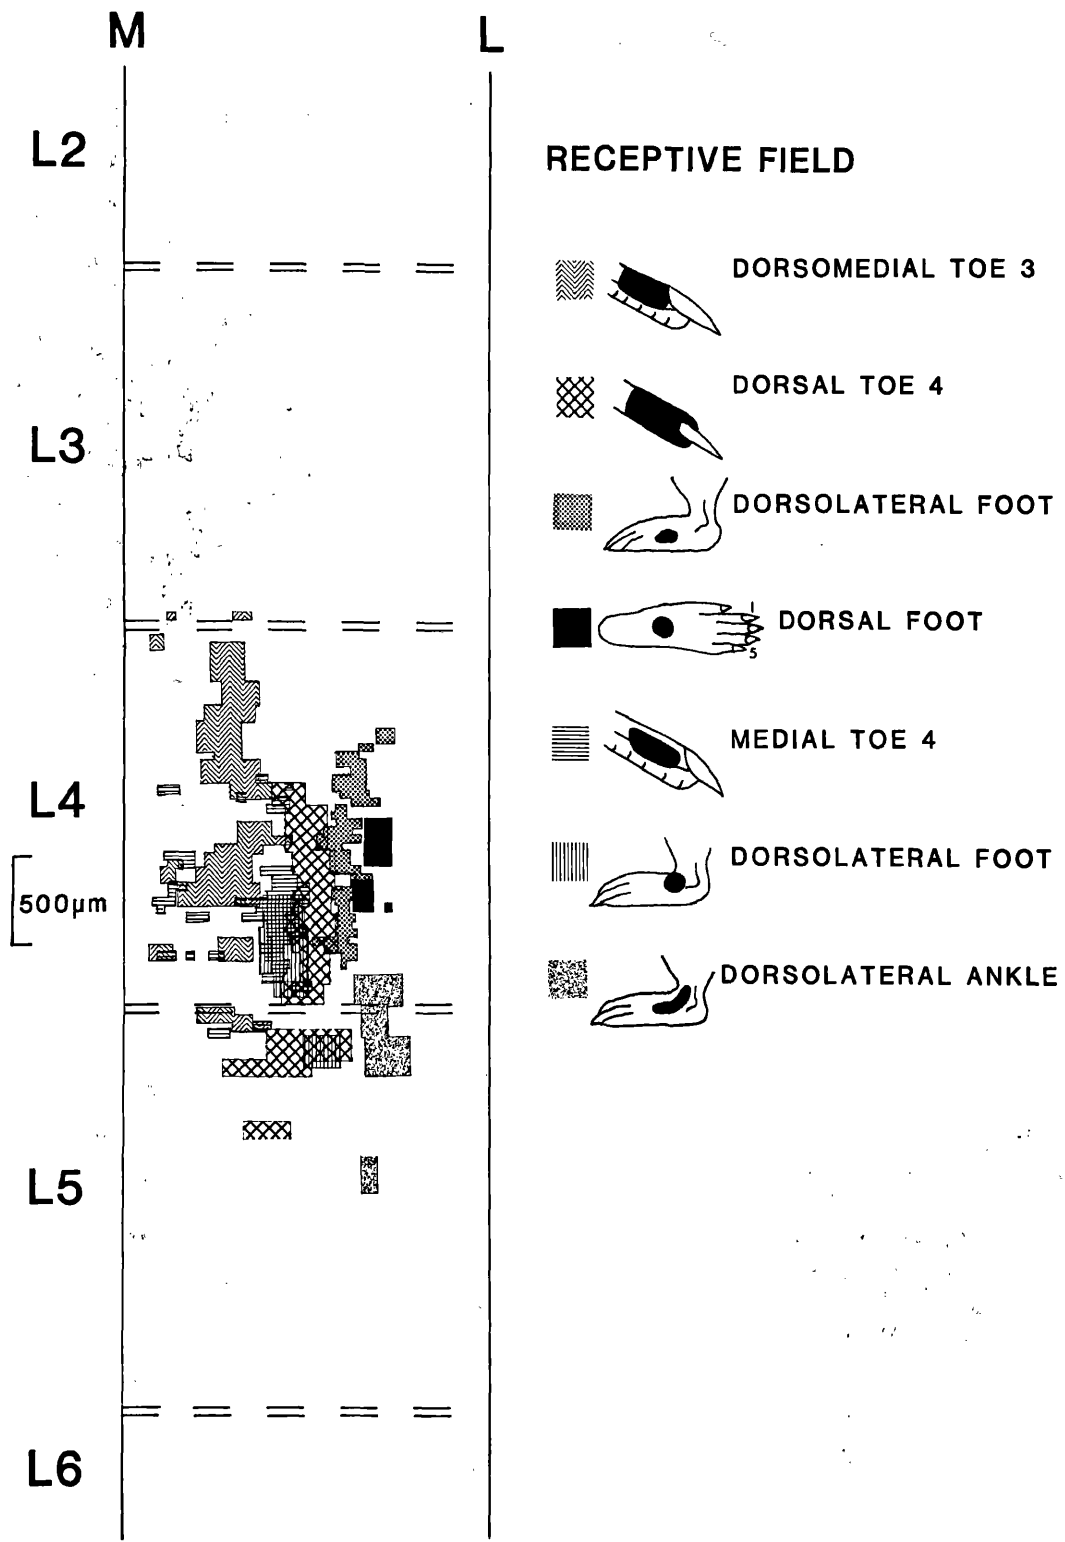 M
L
L2
RECEPTIVE FIELD
DORSOMEDIAL TOE 3
DORSAL TOE 4
L3
DORSOLATERAL FOOT
1
DORSAL FOOT
5
MEDIAL TOE 4
L4
DORSOLATERAL FOOT
500µm
DORSOLATERAL ANKLE
L5
L6